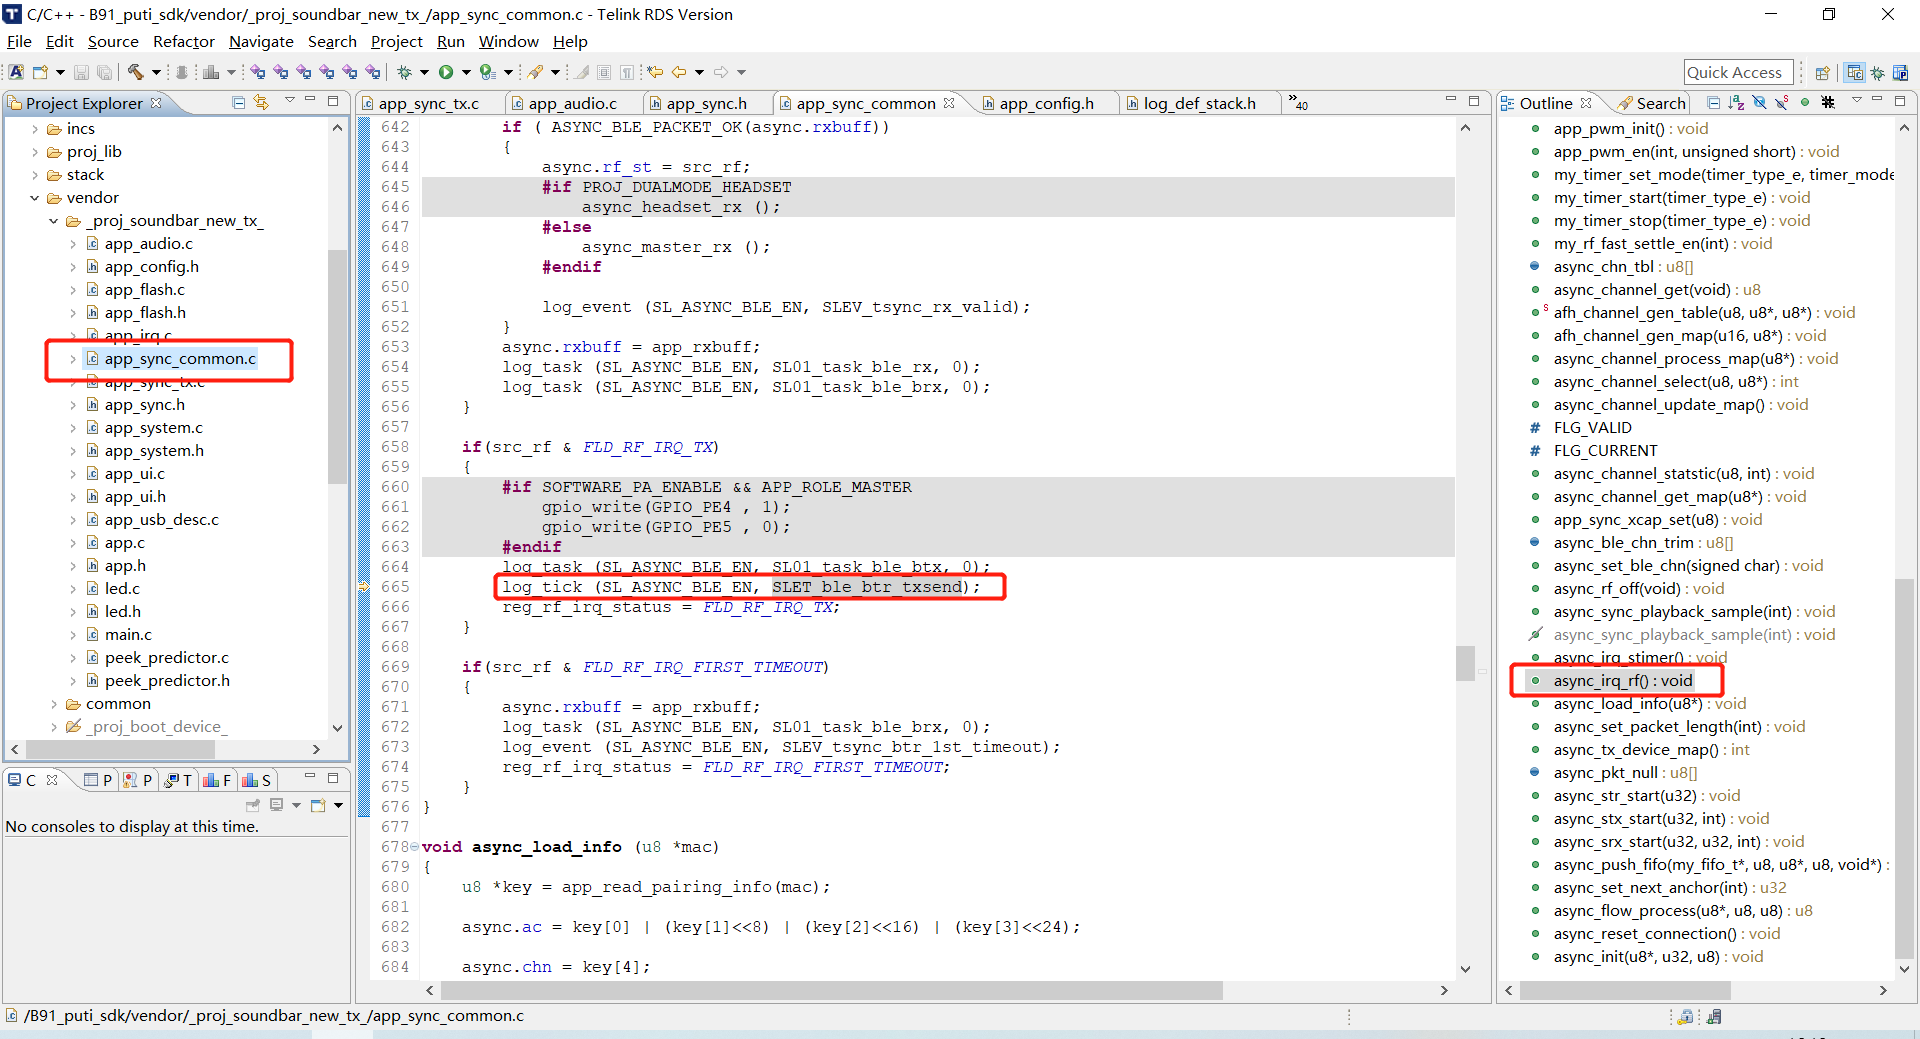 C/C++ - B91_puti_sdk/vendor/_proj_soundbar_new_tx_/app_sync_common.c - Telink RDS Version
File Edit Source Refactor Navigate Search Project Run Window Help
Quick Access
Project Explorer
incs
proj_lib
stack
vendor
_proj_soundbar_new_tx_
app_audio.c
app_config.h
app_flash.c
app_flash.h
app_irq.c
app_sync_common.c
app_sync_tx.c
app_sync.h
app_system.c
app_system.h
app_ui.c
app_ui.h
app_usb_desc.c
app.c
app.h
led.c
led.h
main.c
peek_predictor.c
peek_predictor.h
common
_proj_boot_device_
C P P T F S
No consoles to display at this time.
app_sync_tx.c app_audio.c app_sync.h app_sync_common app_config.h log_def_stack.h »40
642 if ( ASYNC_BLE_PACKET_OK(async.rxbuff))
643 {
644 async.rf_st = src_rf;
645 #if PROJ_DUALMODE_HEADSET
646 async_headset_rx ();
647 #else
648 async_master_rx ();
649 #endif
650
651 log_event (SL_ASYNC_BLE_EN, SLEV_tsync_rx_valid);
652 }
653 async.rxbuff = app_rxbuff;
654 log_task (SL_ASYNC_BLE_EN, SL01_task_ble_rx, 0);
655 log_task (SL_ASYNC_BLE_EN, SL01_task_ble_brx, 0);
656 }
657
658 if(src_rf & FLD_RF_IRQ_TX)
659 {
660 #if SOFTWARE_PA_ENABLE && APP_ROLE_MASTER
661 gpio_write(GPIO_PE4 , 1);
662 gpio_write(GPIO_PE5 , 0);
663 #endif
664 log_task (SL_ASYNC_BLE_EN, SL01_task_ble_btx, 0);
665 log_tick (SL_ASYNC_BLE_EN, SLET_ble_btr_txsend);
666 reg_rf_irq_status = FLD_RF_IRQ_TX;
667 }
668
669 if(src_rf & FLD_RF_IRQ_FIRST_TIMEOUT)
670 {
671 async.rxbuff = app_rxbuff;
672 log_task (SL_ASYNC_BLE_EN, SL01_task_ble_brx, 0);
673 log_event (SL_ASYNC_BLE_EN, SLEV_tsync_btr_1st_timeout);
674 reg_rf_irq_status = FLD_RF_IRQ_FIRST_TIMEOUT;
675 }
676 }
677
678 void async_load_info (u8 *mac)
679 {
680 u8 *key = app_read_pairing_info(mac);
681
682 async.ac = key[0] | (key[1]<<8) | (key[2]<<16) | (key[3]<<24);
683
684 async.chn = key[4];
Outline Search
app_pwm_init() : void
app_pwm_en(int, unsigned short) : void
my_timer_set_mode(timer_type_e, timer_mode
my_timer_start(timer_type_e) : void
my_timer_stop(timer_type_e) : void
my_rf_fast_settle_en(int) : void
async_chn_tbl : u8[]
async_channel_get(void) : u8
afh_channel_gen_table(u8, u8*, u8*) : void
afh_channel_gen_map(u16, u8*) : void
async_channel_process_map(u8*) : void
async_channel_select(u8, u8*) : int
async_channel_update_map() : void
# FLG_VALID
# FLG_CURRENT
async_channel_statstic(u8, int) : void
async_channel_get_map(u8*) : void
app_sync_xcap_set(u8) : void
async_ble_chn_trim : u8[]
async_set_ble_chn(signed char) : void
async_rf_off(void) : void
async_sync_playback_sample(int) : void
async_sync_playback_sample(int) : void
async_irq_stimer() : void
async_irq_rf() : void
async_load_info(u8*) : void
async_set_packet_length(int) : void
async_tx_device_map() : int
async_pkt_null : u8[]
async_str_start(u32) : void
async_stx_start(u32, int) : void
async_srx_start(u32, u32, int) : void
async_push_fifo(my_fifo_t*, u8, u8*, u8, void*) :
async_set_next_anchor(int) : u32
async_flow_process(u8*, u8, u8) : u8
async_reset_connection() : void
async_init(u8*, u32, u8) : void
/B91_puti_sdk/vendor/_proj_soundbar_new_tx_/app_sync_common.c